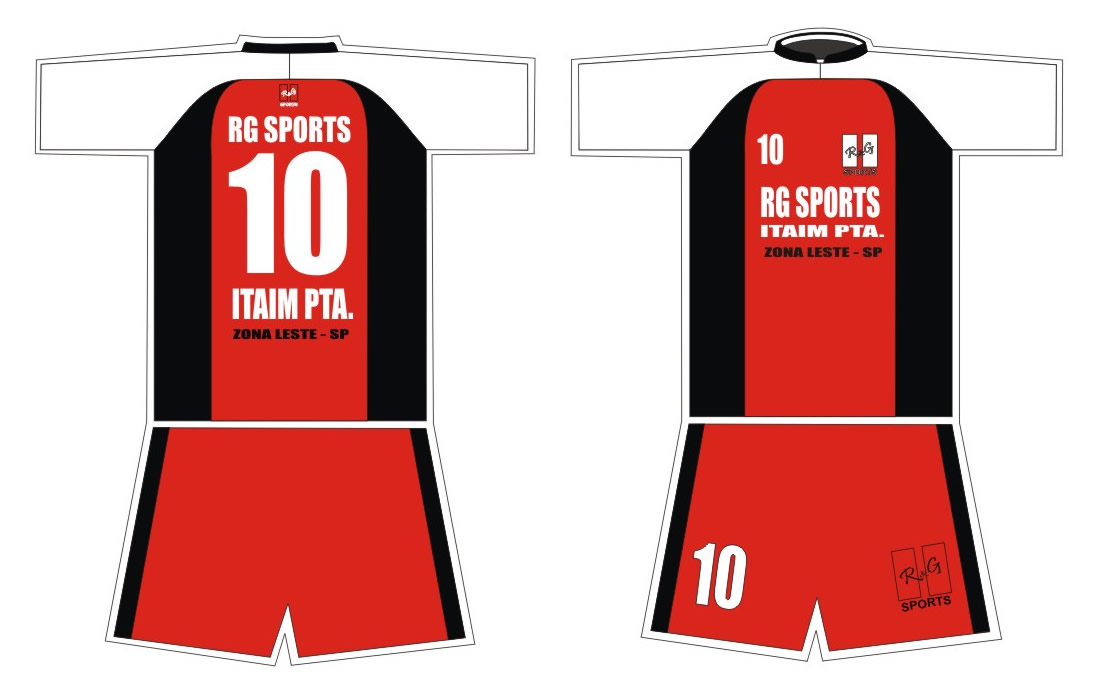 R&G
SPORTS
RG SPORTS
10
ITAIM PTA.
ZONA LESTE - SP
10
R&G
SPORTS
RG SPORTS
ITAIM PTA.
ZONA LESTE - SP
10
R&G
SPORTS